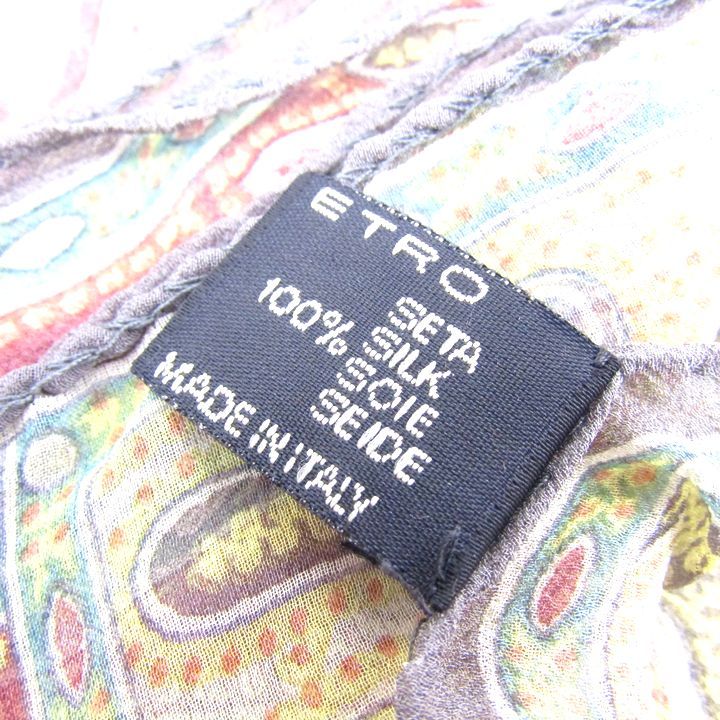 ETRO
SETA
100% SILK
SOIE
SEIDE
MADE IN ITALY